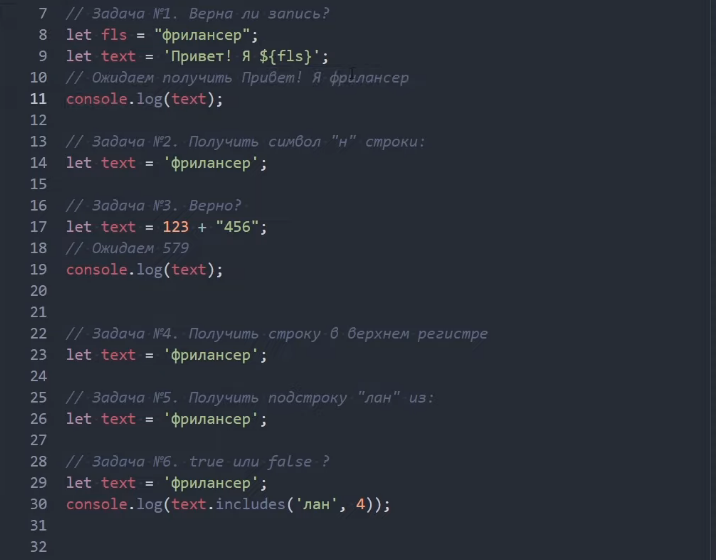 7 // Задача №1. Верна ли запись?
8 let fls = "фрилансер";
9 let text = 'Привет! Я ${fls}';
10 // Ожидаем получить Привет! Я фрилансер
11 console.log(text);
12
13 // Задача №2. Получить символ "н" строки:
14 let text = 'фрилансер';
15
16 // Задача №3. Верно?
17 let text = 123 + "456";
18 // Ожидаем 579
19 console.log(text);
20
21
22 // Задача №4. Получить строку в верхнем регистре
23 let text = 'фрилансер';
24
25 // Задача №5. Получить подстроку "лан" из:
26 let text = 'фрилансер';
27
28 // Задача №6. true или false ?
29 let text = 'фрилансер';
30 console.log(text.includes('лан', 4));
31
32